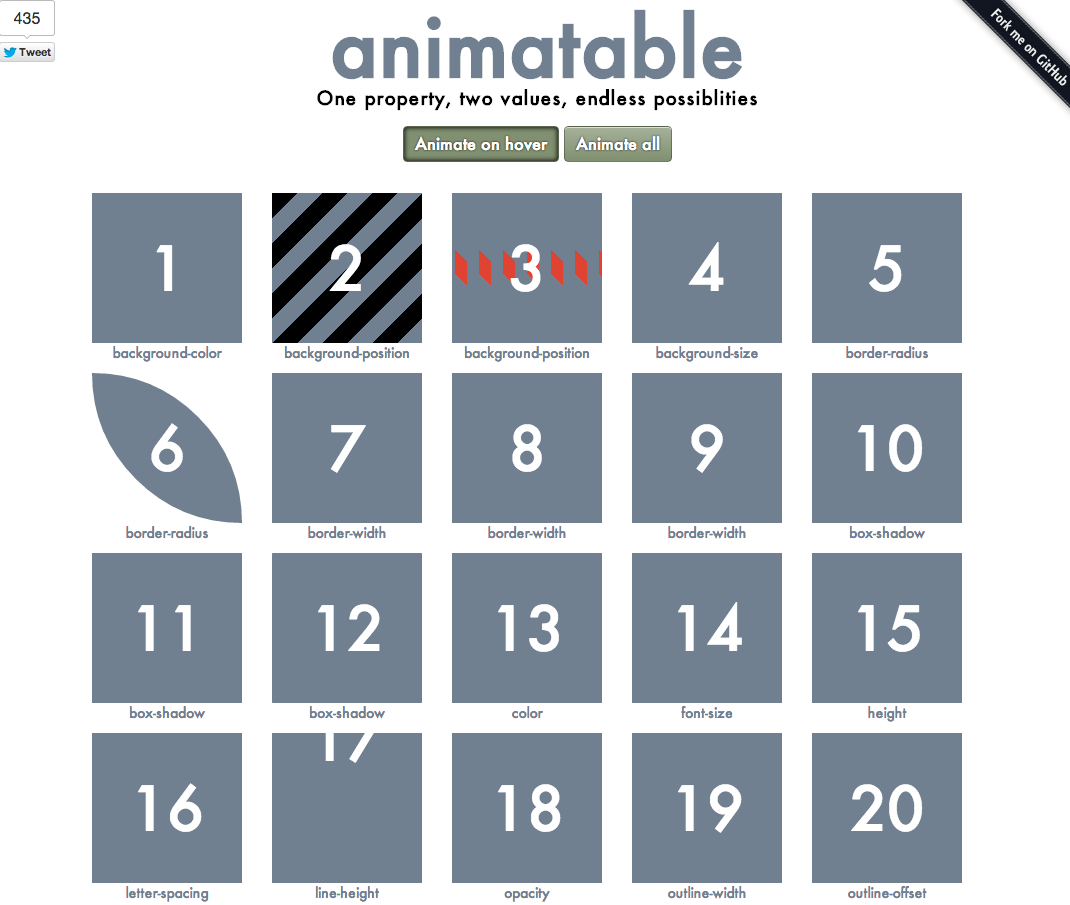 435
Tweet
Fork me on GitHub
animatable
One property, two values, endless possiblities
Animate on hover Animate all
1 2 3 4 5
background-color background-position background-position background-size border-radius
6 7 8 9 10
border-radius border-width border-width border-width box-shadow
11 12 13 14 15
box-shadow box-shadow color font-size height
16 17 18 19 20
letter-spacing line-height opacity outline-width outline-offset